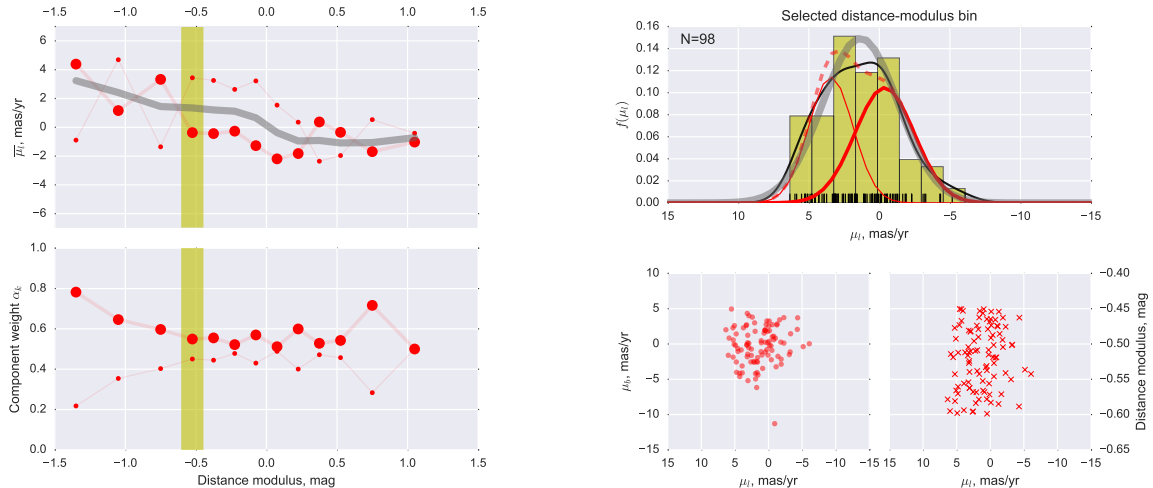 −1.5 −1.0 −0.5 0.0 0.5 1.0 1.5
6
4
2
0
−2
−4
−6
$\overline{\mu_l}$, mas/yr
1.0
0.8
0.6
0.4
0.2
0.0
Component weight αₖ
−1.5 −1.0 −0.5 0.0 0.5 1.0 1.5
Distance modulus, mag
Selected distance-modulus bin
N=98
0.16
0.14
0.12
0.10
0.08
0.06
0.04
0.02
0.00
f(μₗ)
15 10 5 0 −5 −10 −15
μₗ, mas/yr
10
5
0
−5
−10
−15
μ_b, mas/yr
15 10 5 0 −5 −10 −15
μₗ, mas/yr
−0.40
−0.45
−0.50
−0.55
−0.60
−0.65
Distance modulus, mag
15 10 5 0 −5 −10 −15
μₗ, mas/yr